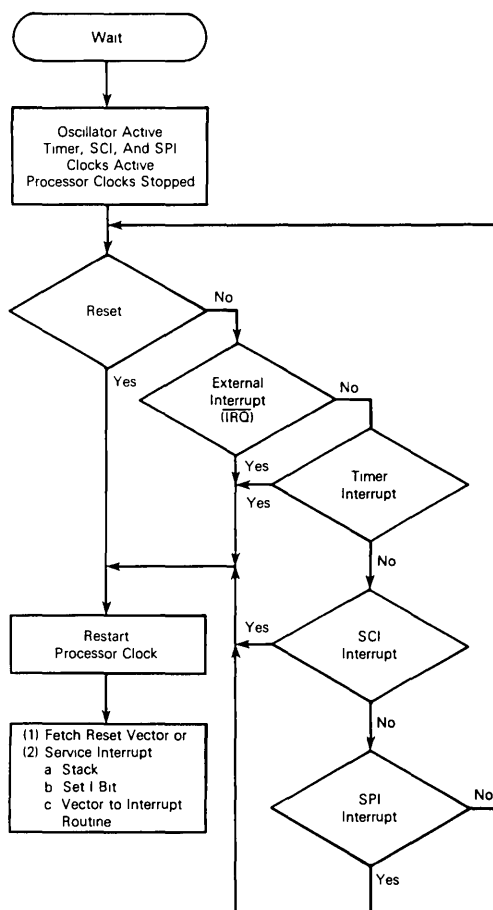 Wait
Oscillator Active
Timer, SCI, And SPI
Clocks Active
Processor Clocks Stopped
Reset
No
Yes
External
Interrupt
(IRQ)
No
Yes
Timer
Interrupt
Yes
No
SCI
Interrupt
Yes
No
Restart
Processor Clock
(1) Fetch Reset Vector or
(2) Service Interrupt
a Stack
b Set I Bit
c Vector to Interrupt
Routine
SPI
Interrupt
No
Yes